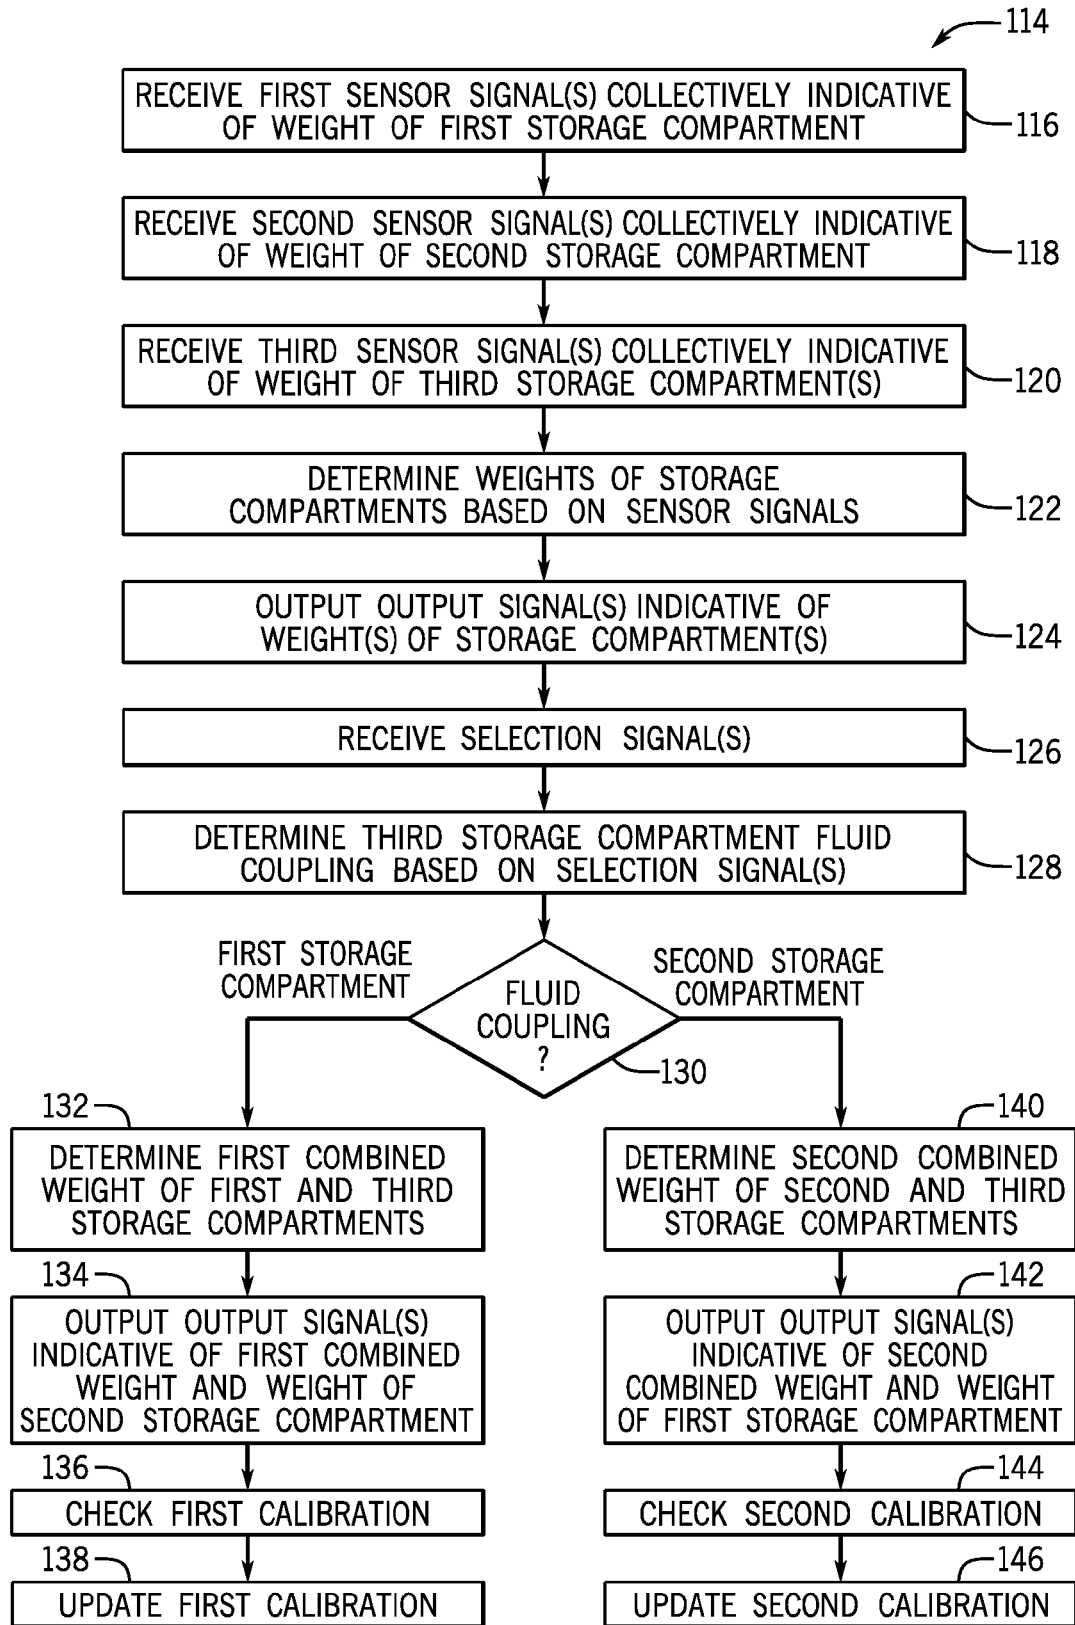 114
RECEIVE FIRST SENSOR SIGNAL(S) COLLECTIVELY INDICATIVE
OF WEIGHT OF FIRST STORAGE COMPARTMENT
116
RECEIVE SECOND SENSOR SIGNAL(S) COLLECTIVELY INDICATIVE
OF WEIGHT OF SECOND STORAGE COMPARTMENT
118
RECEIVE THIRD SENSOR SIGNAL(S) COLLECTIVELY INDICATIVE
OF WEIGHT OF THIRD STORAGE COMPARTMENT(S)
120
DETERMINE WEIGHTS OF STORAGE
COMPARTMENTS BASED ON SENSOR SIGNALS
122
OUTPUT OUTPUT SIGNAL(S) INDICATIVE OF
WEIGHT(S) OF STORAGE COMPARTMENT(S)
124
RECEIVE SELECTION SIGNAL(S)
126
DETERMINE THIRD STORAGE COMPARTMENT FLUID
COUPLING BASED ON SELECTION SIGNAL(S)
128
FIRST STORAGE
COMPARTMENT
FLUID
COUPLING
?
130
SECOND STORAGE
COMPARTMENT
132
DETERMINE FIRST COMBINED
WEIGHT OF FIRST AND THIRD
STORAGE COMPARTMENTS
134
OUTPUT OUTPUT SIGNAL(S)
INDICATIVE OF FIRST COMBINED
WEIGHT AND WEIGHT OF
SECOND STORAGE COMPARTMENT
136
CHECK FIRST CALIBRATION
138
UPDATE FIRST CALIBRATION
140
DETERMINE SECOND COMBINED
WEIGHT OF SECOND AND THIRD
STORAGE COMPARTMENTS
142
OUTPUT OUTPUT SIGNAL(S)
INDICATIVE OF SECOND
COMBINED WEIGHT AND WEIGHT
OF FIRST STORAGE COMPARTMENT
144
CHECK SECOND CALIBRATION
146
UPDATE SECOND CALIBRATION